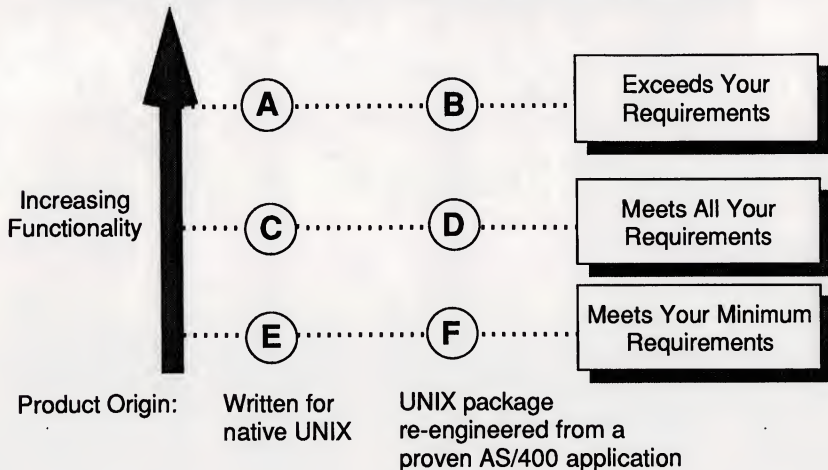 A
B
Exceeds Your
Requirements
Increasing
Functionality
C
D
Meets All Your
Requirements
E
F
Meets Your Minimum
Requirements
Product Origin:
Written for
native UNIX
UNIX package
re-engineered from a
proven AS/400 application